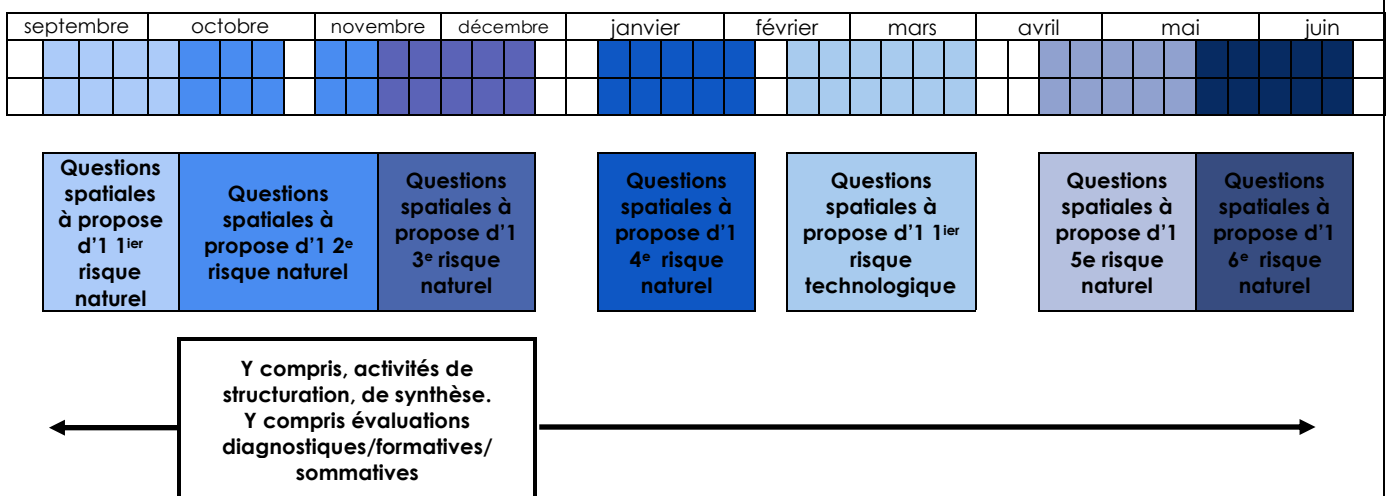 septembre octobre novembre décembre janvier février mars avril mai juin
Questions
spatiales
à propose
d'1 1ier
risque
naturel
Questions
spatiales à
propose d'1 2e
risque naturel
Questions
spatiales à
propose d'1
3e risque
naturel
Questions
spatiales à
propose d'1
4e risque
naturel
Questions
spatiales à
propose d'1 1ier
risque
technologique
Questions
spatiales à
propose d'1
5e risque
naturel
Questions
spatiales à
propose d'1
6e risque
naturel
Y compris, activités de
structuration, de synthèse.
Y compris évaluations
diagnostiques/formatives/
sommatives